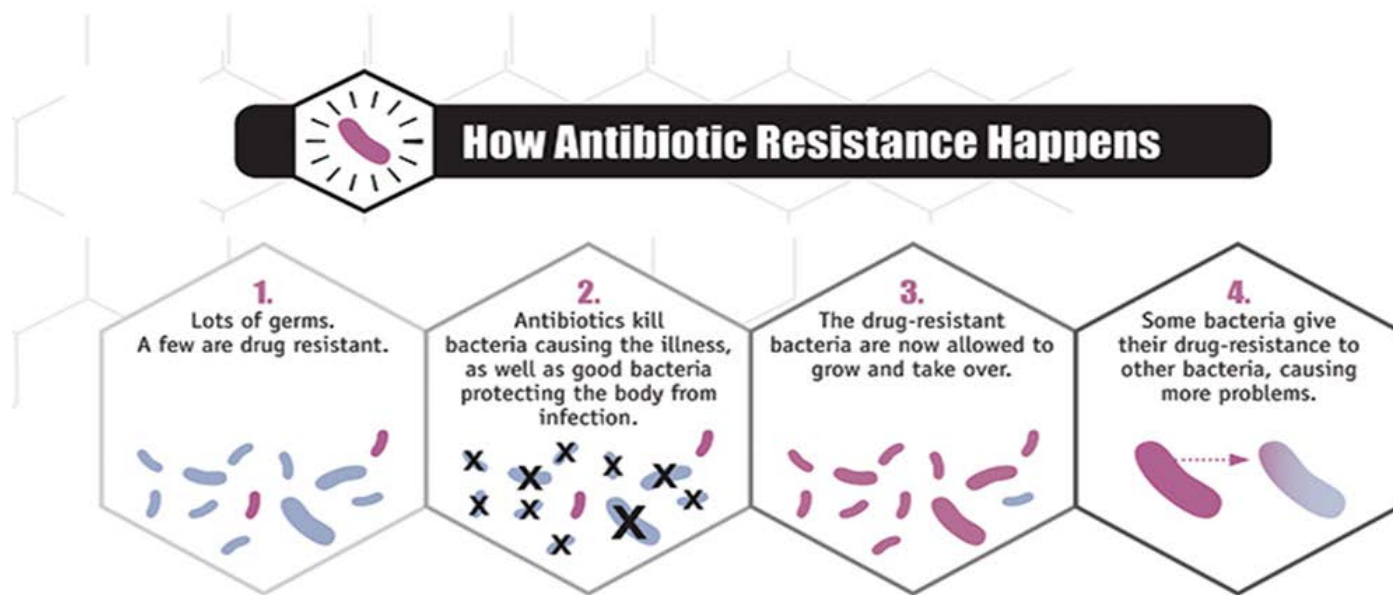 How Antibiotic Resistance Happens
1.
Lots of germs.
A few are drug resistant.
2.
Antibiotics kill
bacteria causing the illness,
as well as good bacteria
protecting the body from
infection.
3.
The drug-resistant
bacteria are now allowed to
grow and take over.
4.
Some bacteria give
their drug-resistance to
other bacteria, causing
more problems.
X
X
X
X
X
X
X
X
X
X